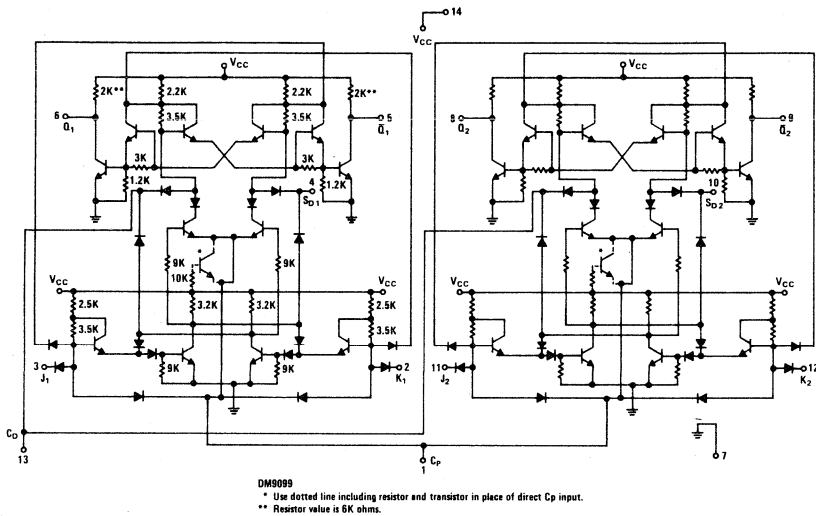 14
VCC
VCC
VCC
2K**
2.2K
2.2K
2K**
3.5K
3.5K
6
Q̄1
5
Q̄1
8
Q2
9
Q̄2
3K
3K
1.2K
1.2K
4
SD1
10
SD2
*
*
9K
10K
9K
VCC
VCC
VCC
VCC
2.5K
3.2K
3.2K
2.5K
3.5K
3.5K
9K
9K
3
J1
2
K1
11
J2
12
K2
CD
13
CP
1
7
DM9099
* Use dotted line including resistor and transistor in place of direct Cp input.
** Resistor value is 6K ohms.